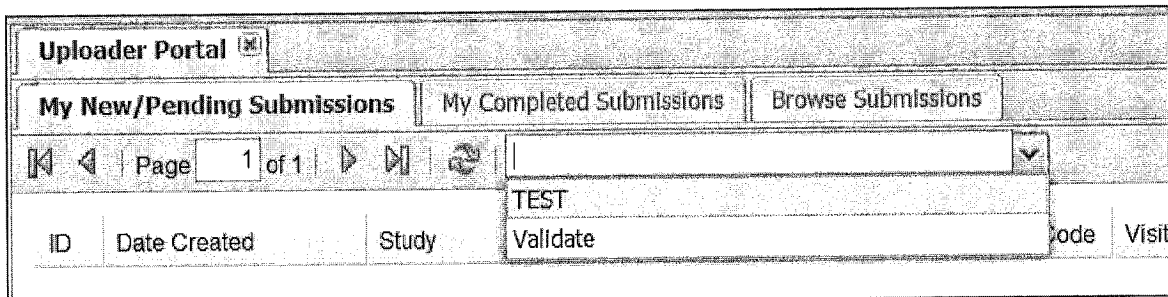 Uploader Portal
My New/Pending Submissions My Completed Submissions Browse Submissions
Page 1 of 1
TEST
Validate
ID Date Created Study ode Visit